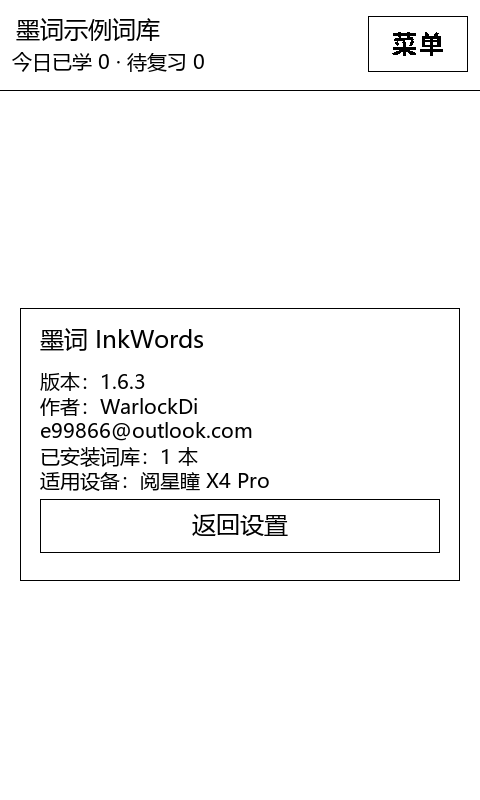 墨词示例词库
今日已学 0 · 待复习 0
菜单
墨词 InkWords
版本：1.6.3
作者：WarlockDi
e99866@outlook.com
已安装词库：1 本
适用设备：阅星瞳 X4 Pro
返回设置